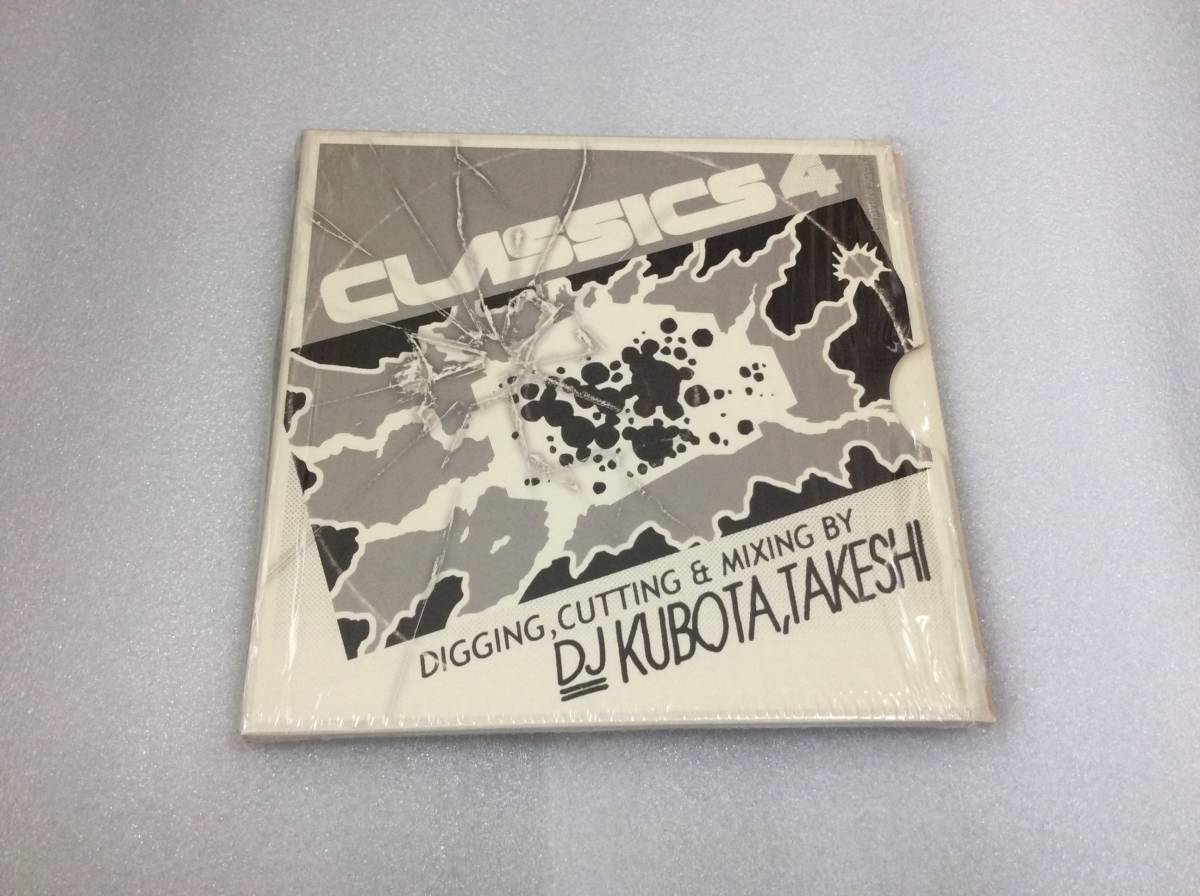 CLASSICS 4
DIGGING, CUTTING & MIXING BY
DJ KUBOTA, TAKESHI